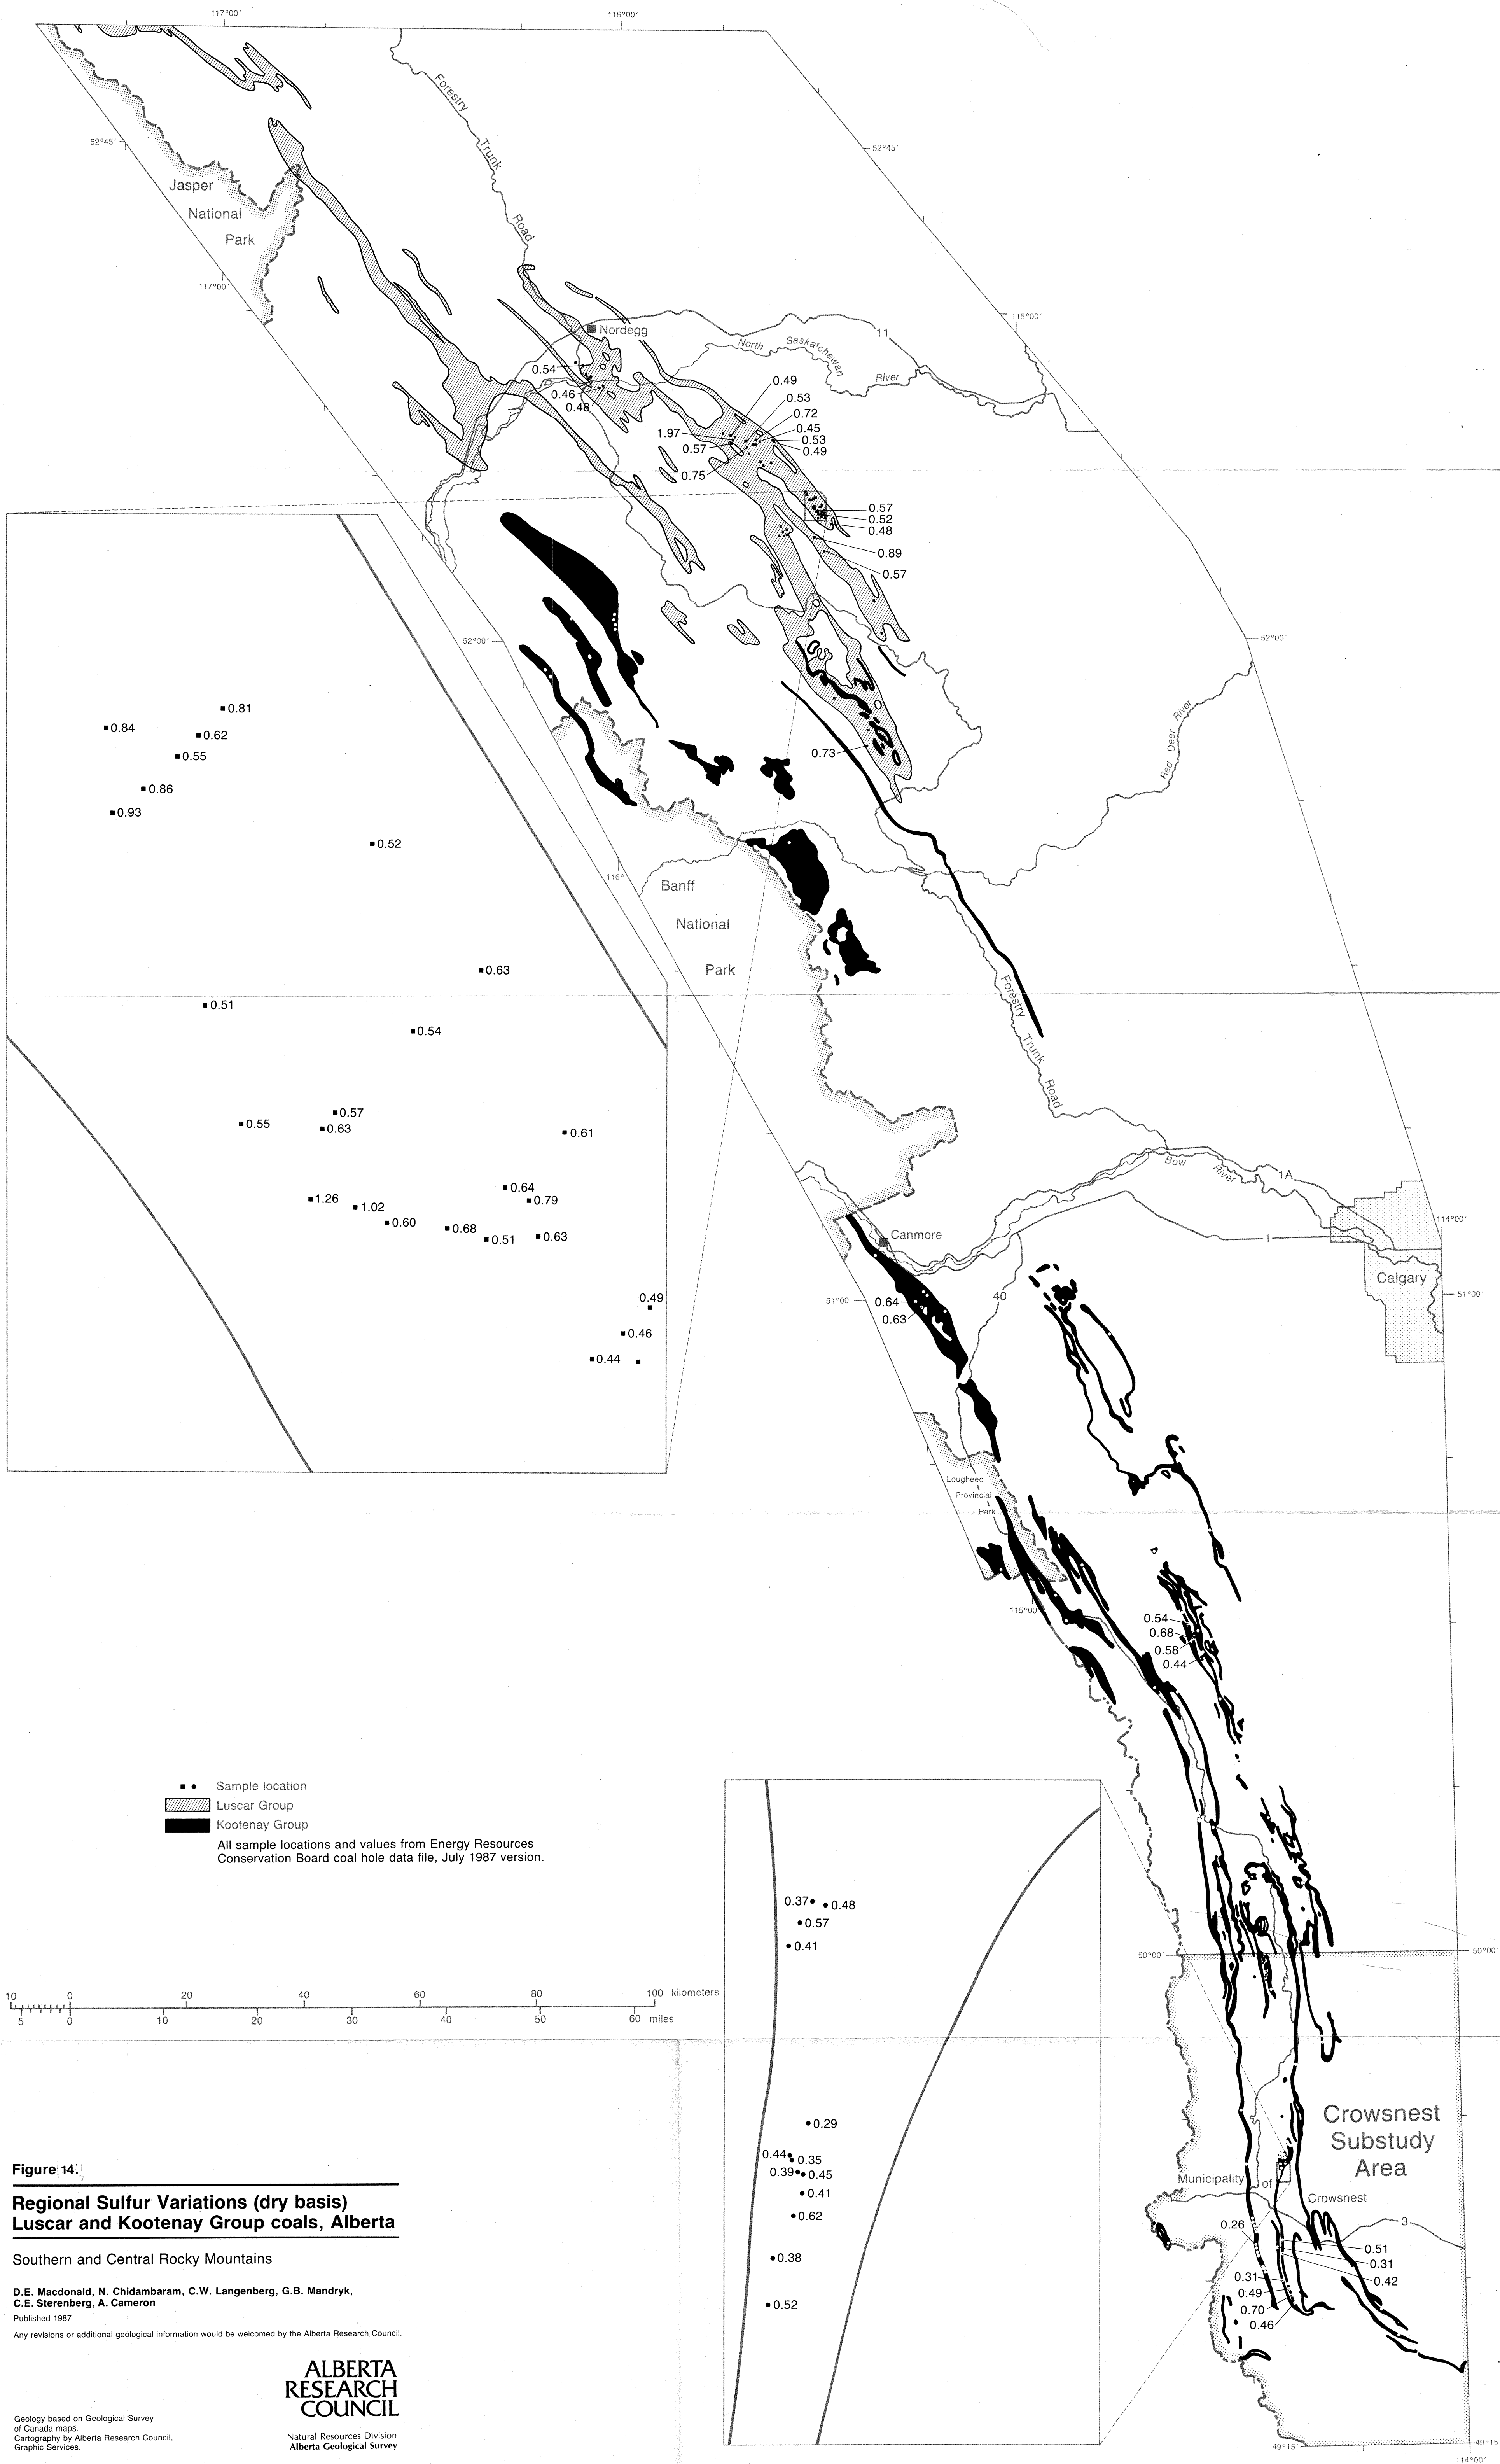 117°00′
116°00′
Forestry
Trunk
Road
52°45′
52°45′
Jasper
National
Park
117°00′
115°00′
11
Nordegg
North Saskatchewan River
0.54
0.46
0.48
0.49
0.53
0.72
0.45
0.53
0.49
1.97
0.57
0.75
0.57
0.52
0.48
0.89
0.57
52°00′
52°00′
Red Deer River
0.73
0.81
0.84
0.62
0.55
0.86
0.93
0.52
116°
Banff
National
Park
0.63
0.51
0.54
Forestry
Trunk
Road
0.57
0.55
0.63
0.61
Bow River
1A
0.64
1.26
0.79
1.02
0.60
0.68
0.51
0.63
114°00′
1
Canmore
Calgary
51°00′
51°00′
40
0.64
0.63
0.49
0.46
0.44
Lougheed
Provincial
Park
115°00′
0.54
0.68
0.58
0.44
Sample location
Luscar Group
Kootenay Group
All sample locations and values from Energy Resources
Conservation Board coal hole data file, July 1987 version.
0.37
0.48
0.57
0.41
50°00′
50°00′
10 0 20 40 60 80 100 kilometers
5 0 10 20 30 40 50 60 miles
0.29
0.44
0.35
0.39
0.45
0.41
0.62
0.38
0.52
Crowsnest
Substudy
Area
Municipality of Crowsnest
3
0.26
0.51
0.31
0.42
0.31
0.49
0.70
0.46
Figure 14.
Regional Sulfur Variations (dry basis)
Luscar and Kootenay Group coals, Alberta
Southern and Central Rocky Mountains
D.E. Macdonald, N. Chidambaram, C.W. Langenberg, G.B. Mandryk,
C.E. Sterenberg, A. Cameron
Published 1987
Any revisions or additional geological information would be welcomed by the Alberta Research Council.
ALBERTA
RESEARCH
COUNCIL
Natural Resources Division
Alberta Geological Survey
Geology based on Geological Survey
of Canada maps.
Cartography by Alberta Research Council,
Graphic Services.
49°15′
49°15′
114°00′